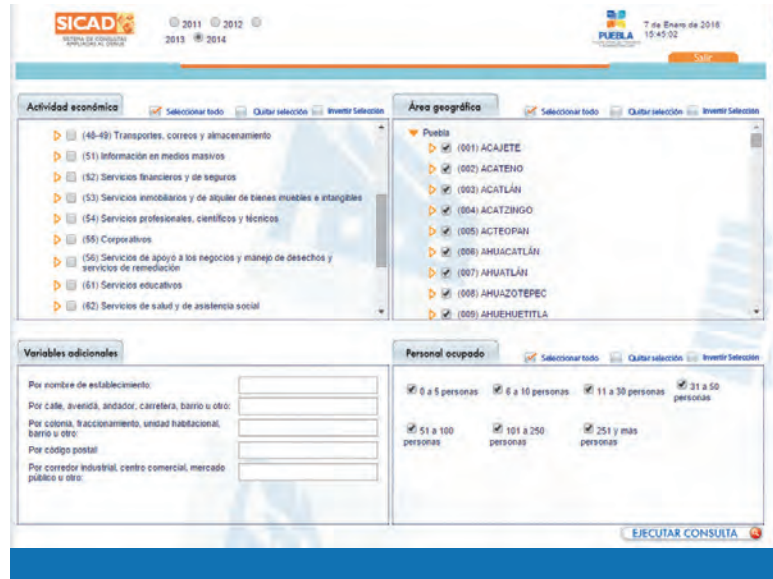 SICAD
SISTEMA DE CONSULTAS
AMPLIADAS AL DENUE
2011 2012
2013 2014
PUEBLA
7 de Enero de 2016
15:45:02
Salir
Actividad económica
Seleccionar todo Quitar selección Invertir Selección
(48-49) Transportes, correos y almacenamiento
(51) Información en medios masivos
(52) Servicios financieros y de seguros
(53) Servicios inmobiliarios y de alquiler de bienes muebles e intangibles
(54) Servicios profesionales, científicos y técnicos
(55) Corporativos
(56) Servicios de apoyo a los negocios y manejo de desechos y
servicios de remediación
(61) Servicios educativos
(62) Servicios de salud y de asistencia social
Área geográfica
Seleccionar todo Quitar selección Invertir Selección
Puebla
(001) ACAJETE
(002) ACATENO
(003) ACATLÁN
(004) ACATZINGO
(005) ACTEOPAN
(006) AHUACATLÁN
(007) AHUATLÁN
(008) AHUAZOTEPEC
(009) AHUEHUETITLA
Variables adicionales
Por nombre de establecimiento:
Por calle, avenida, andador, carretera, barrio u otro:
Por colonia, fraccionamiento, unidad habitacional,
barrio u otro:
Por código postal:
Por corredor industrial, centro comercial, mercado
público u otro:
Personal ocupado
Seleccionar todo Quitar selección Invertir Selección
0 a 5 personas 6 a 10 personas 11 a 30 personas 31 a 50
personas
51 a 100 101 a 250 251 y más
personas personas personas
EJECUTAR CONSULTA